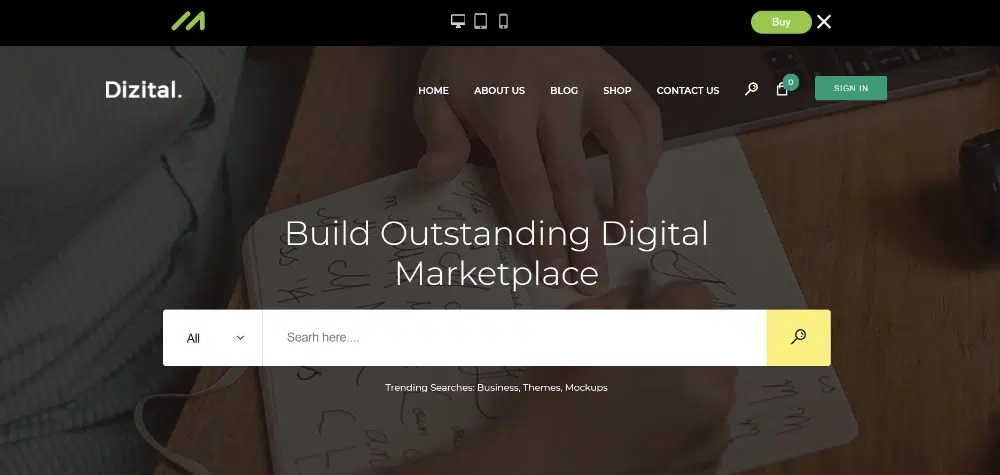 Buy
Dizital.
HOME ABOUT US BLOG SHOP CONTACT US 0 SIGN IN
Build Outstanding Digital
Marketplace
All Searh here....
Trending Searches: Business, Themes, Mockups